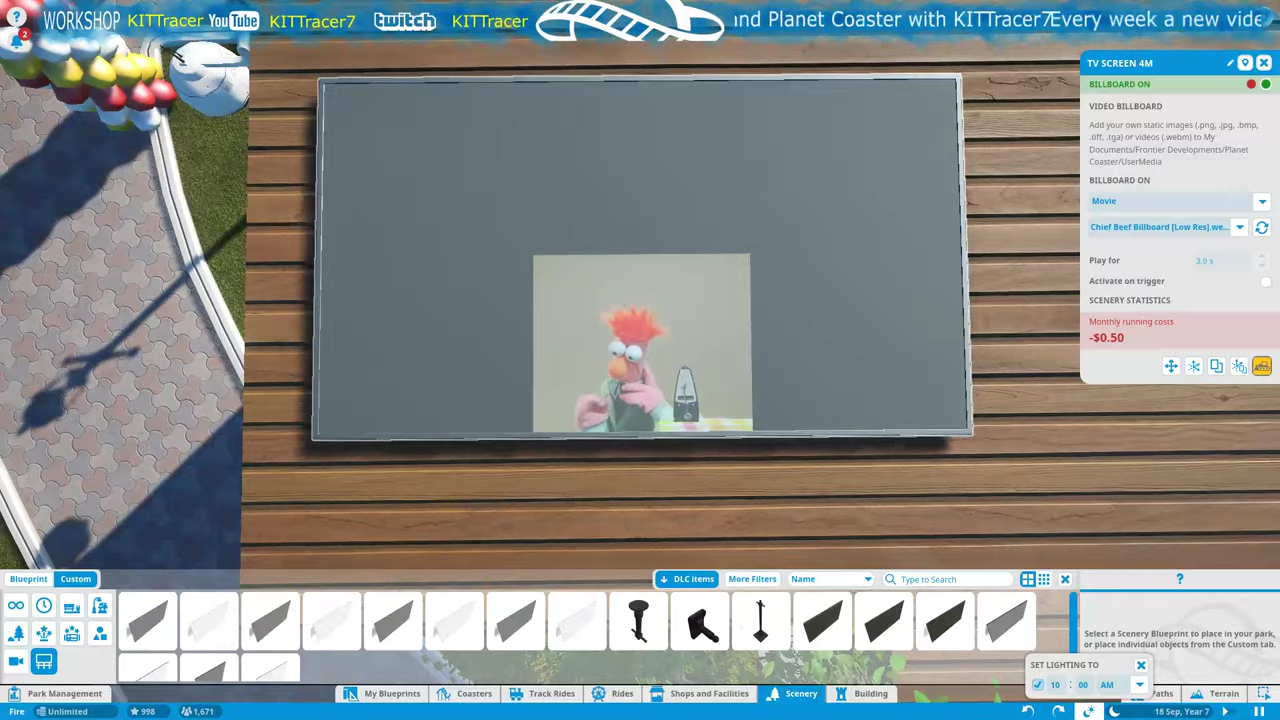 WORKSHOP KITTracer YouTube KITTracer7 twitch KITTracer
nd Planet Coaster with KITTracer7 Every week a new vide
?
2
TV SCREEN 4M
BILLBOARD ON
VIDEO BILLBOARD
Add your own static images (.png, .jpg, .bmp,
.tiff, .tga) or videos (.webm) to My
Documents/Frontier Developments/Planet
Coaster/UserMedia
BILLBOARD ON
Movie
Chief Beef Billboard [Low Res].we...
Play for 3.0 s
Activate on trigger
SCENERY STATISTICS
Monthly running costs
-$0.50
Blueprint Custom DLC items More Filters Name Type to Search ?
Select a Scenery Blueprint to place in your park,
or place individual objects from the Custom tab.
SET LIGHTING TO
10 : 00 AM
Park Management My Blueprints Coasters Track Rides Rides Shops and Facilities Scenery Building Paths Terrain
Fire Unlimited 998 1,671 18 Sep, Year 7